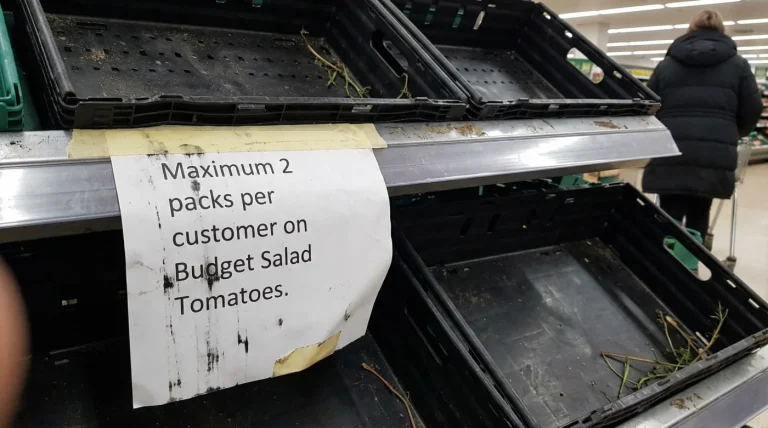 Maximum 2
packs per
customer on
Budget Salad
Tomatoes.